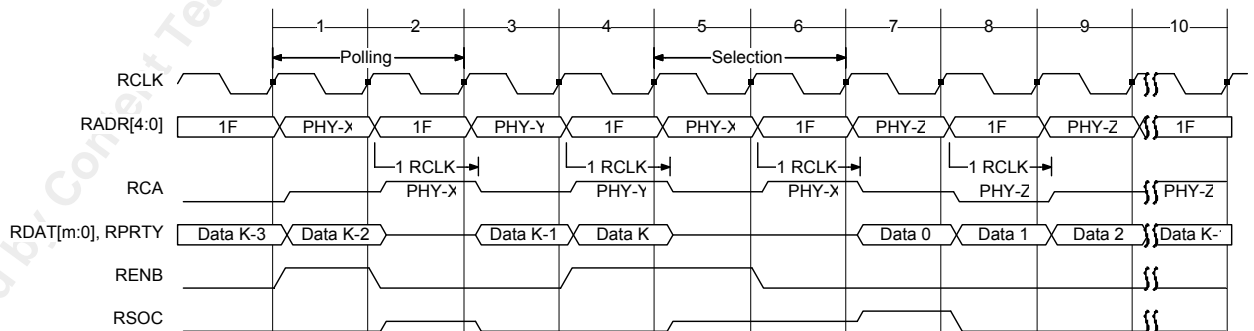 1 2 3 4 5 6 7 8 9 10
Polling Selection
RCLK
RADR[4:0] 1F PHY-X 1F PHY-Y 1F PHY-X 1F PHY-Z 1F PHY-Z 1F
1 RCLK 1 RCLK 1 RCLK 1 RCLK
RCA PHY-X PHY-Y PHY-X PHY-Z PHY-Z
RDAT[m:0], RPRTY Data K-3 Data K-2 Data K-1 Data K Data 0 Data 1 Data 2 Data K-
RENB
RSOC